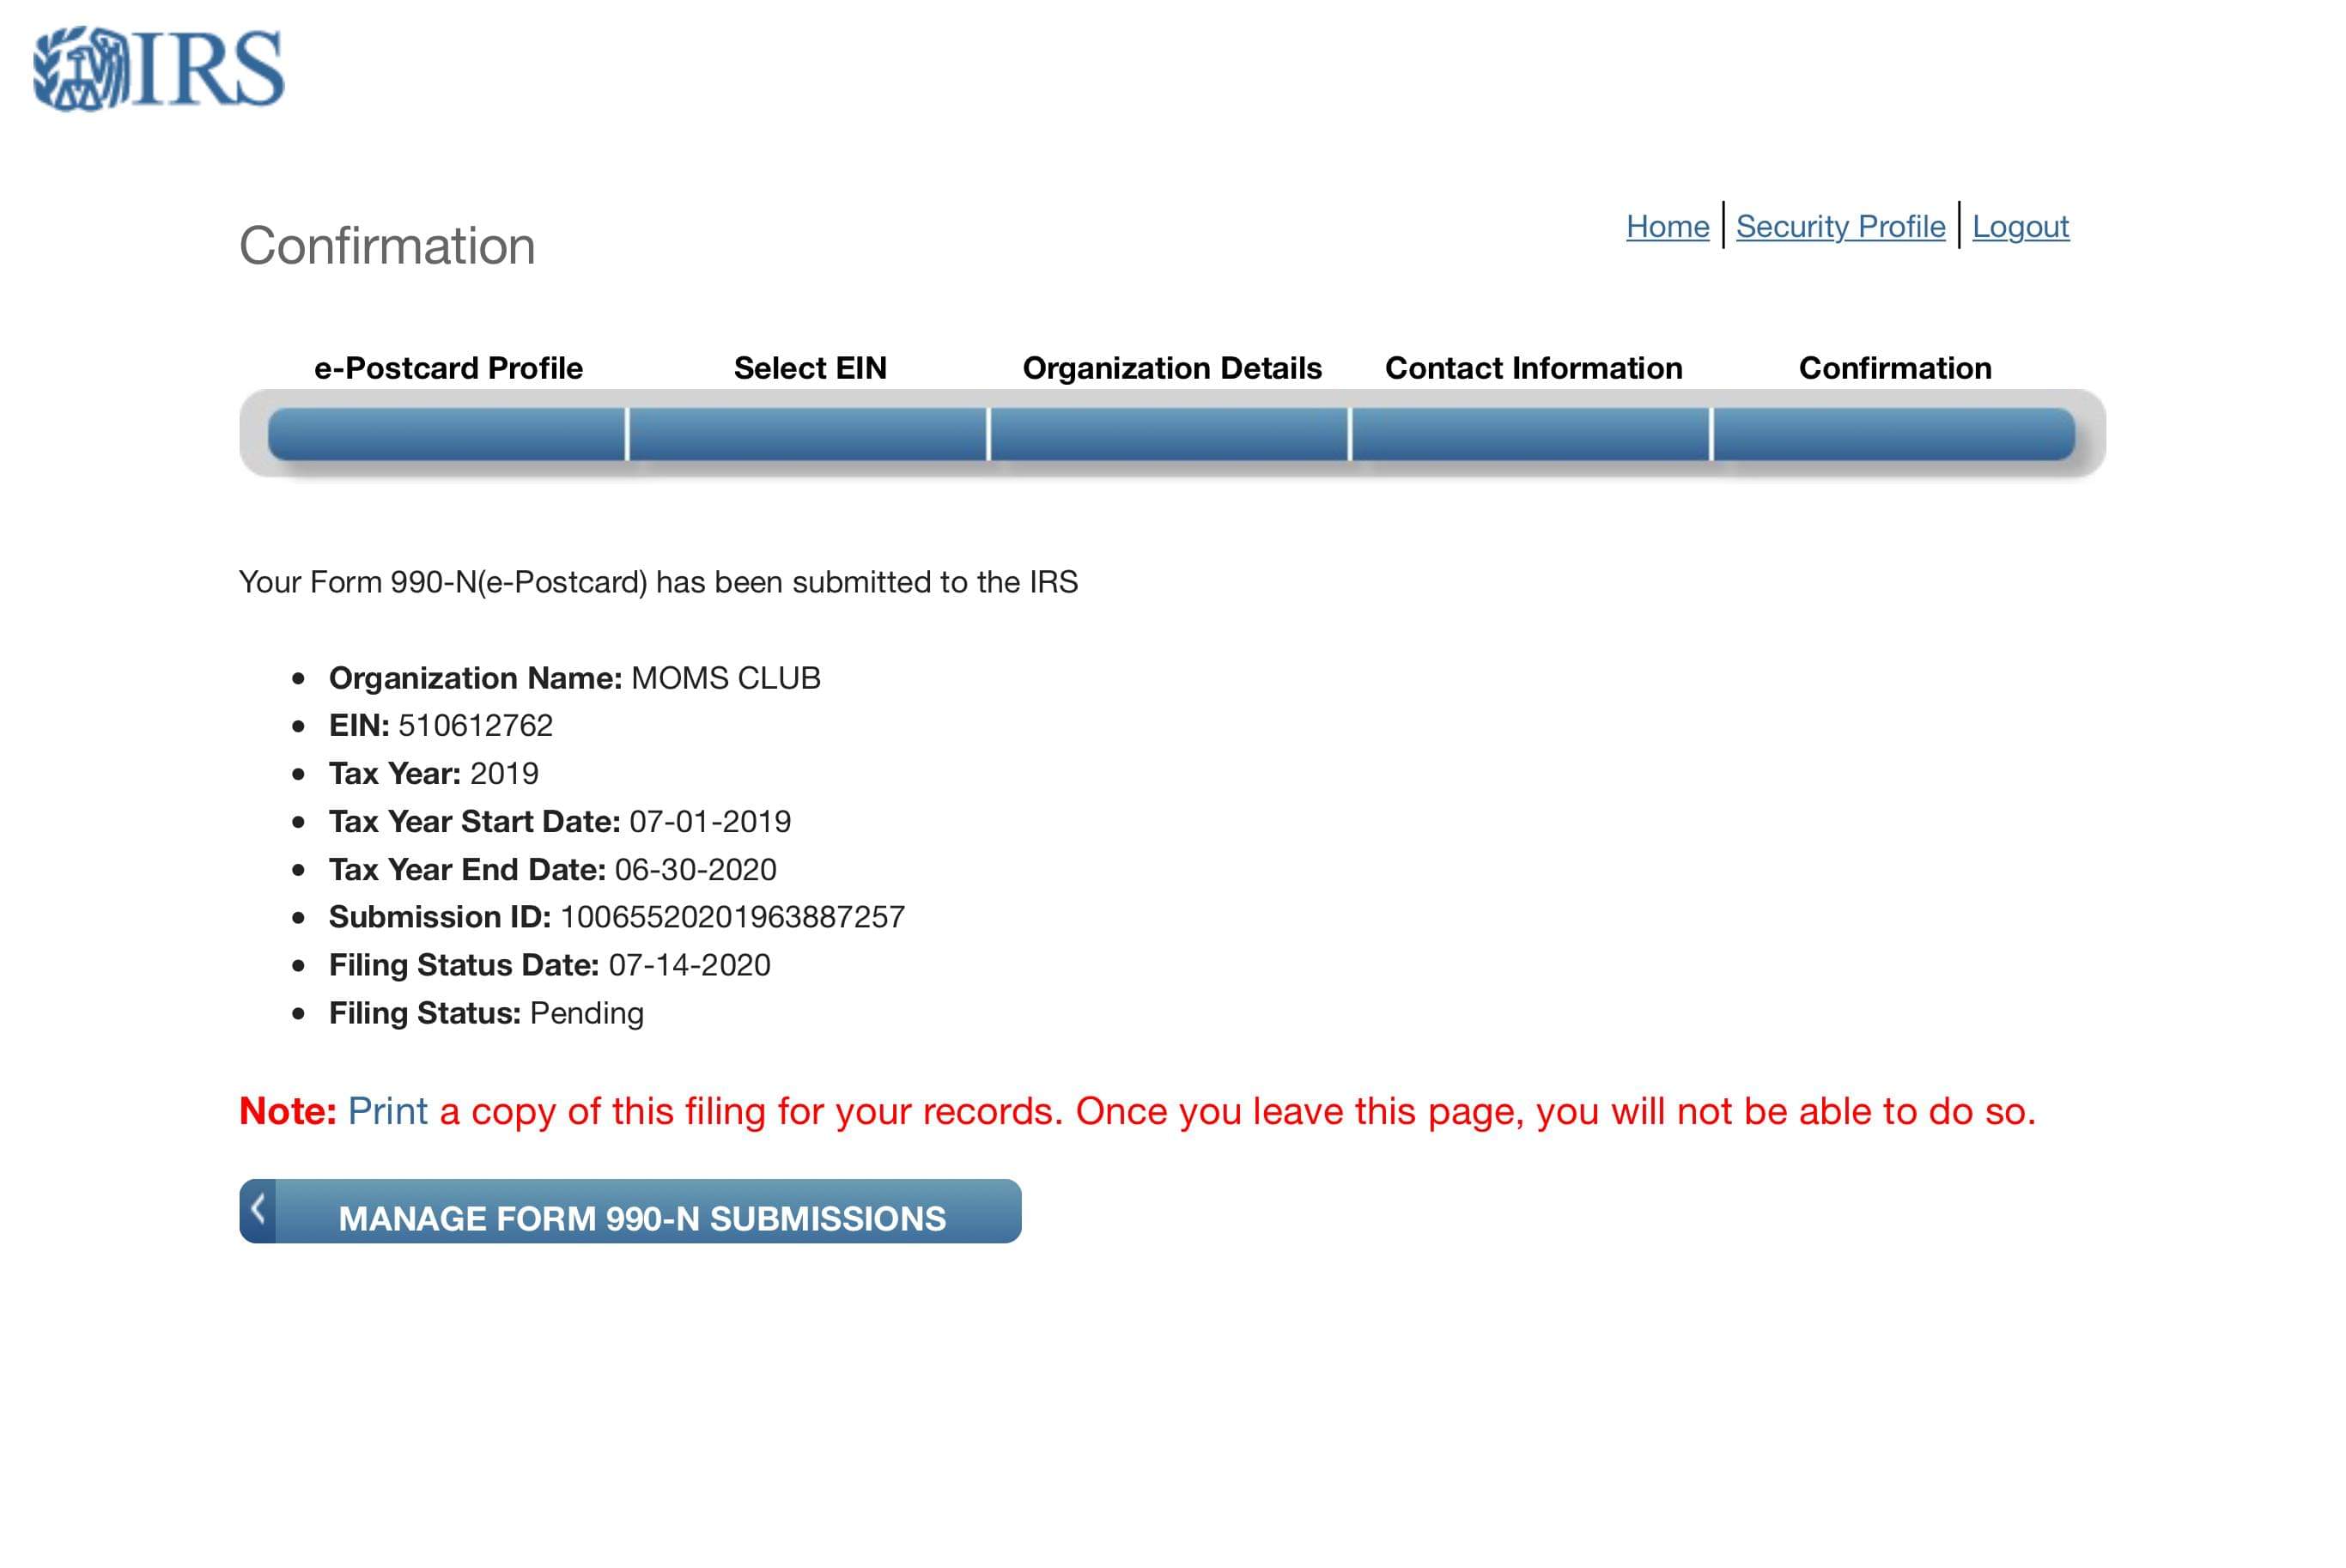 IRS
Home | Security Profile | Logout
Confirmation
e-Postcard Profile Select EIN Organization Details Contact Information Confirmation
Your Form 990-N(e-Postcard) has been submitted to the IRS
• Organization Name: MOMS CLUB
• EIN: 510612762
• Tax Year: 2019
• Tax Year Start Date: 07-01-2019
• Tax Year End Date: 06-30-2020
• Submission ID: 10065520201963887257
• Filing Status Date: 07-14-2020
• Filing Status: Pending
Note: Print a copy of this filing for your records. Once you leave this page, you will not be able to do so.
MANAGE FORM 990-N SUBMISSIONS